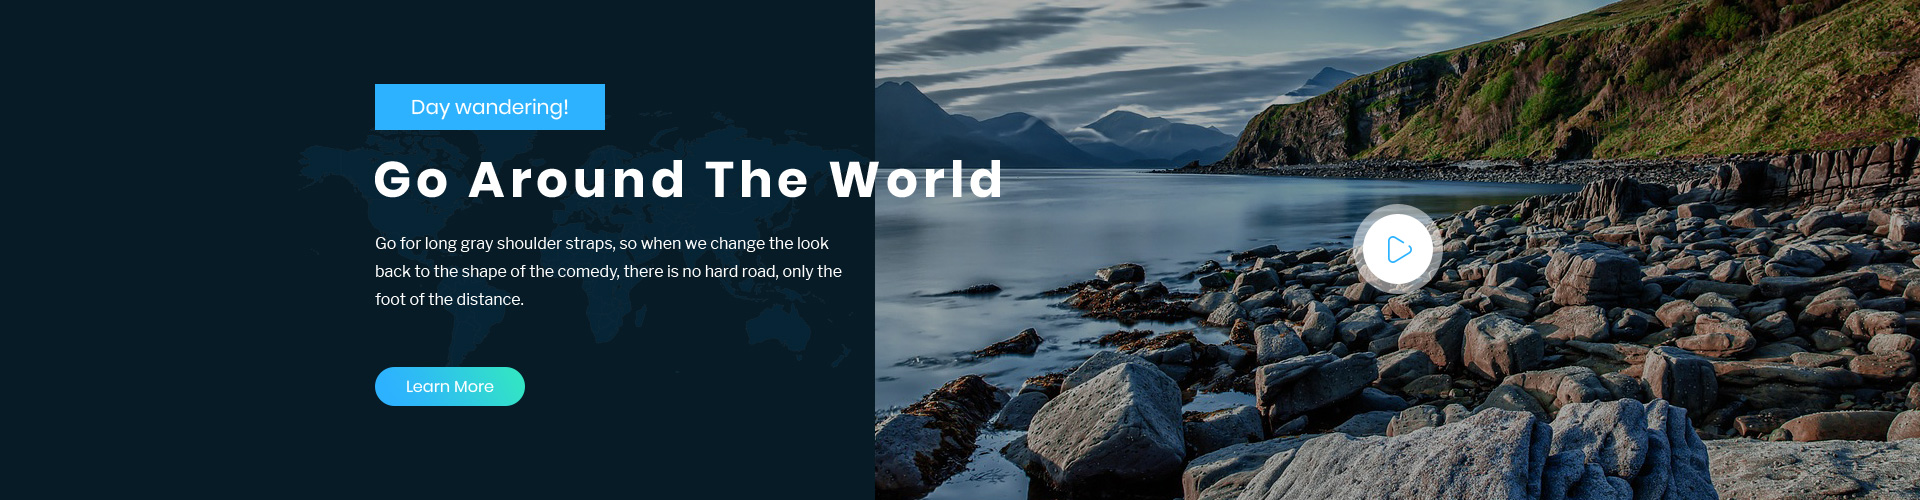 Day wandering!
Go Around The World
Go for long gray shoulder straps, so when we change the look
back to the shape of the comedy, there is no hard road, only the
foot of the distance.
Learn More